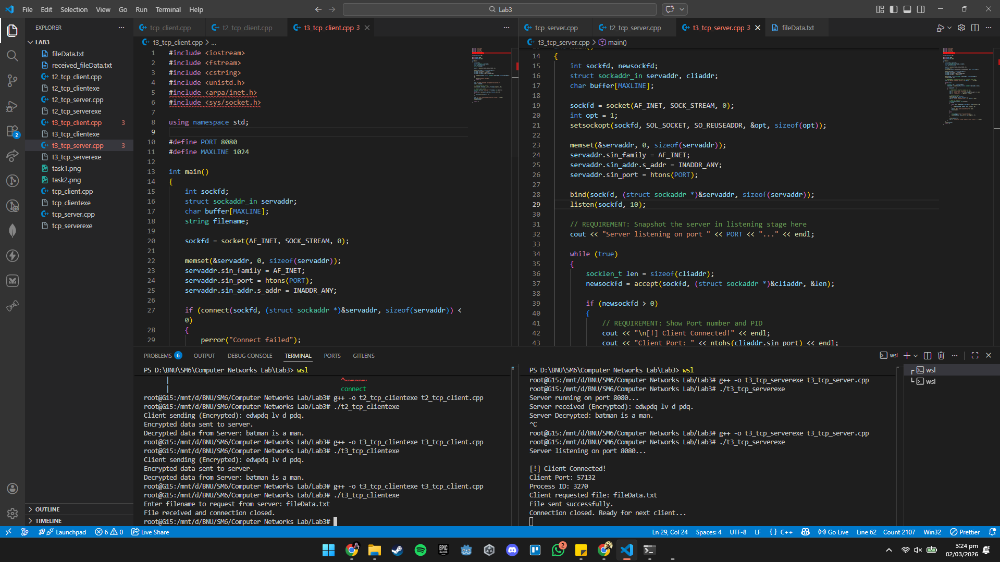 File Edit Selection View Go Run Terminal Help
Lab3
EXPLORER
LAB3
fileData.txt
received_fileData.txt
t2_tcp_client.cpp
t2_tcp_clientexe
t2_tcp_server.cpp
t2_tcp_serverexe
t3_tcp_client.cpp 3
t3_tcp_clientexe
t3_tcp_server.cpp 3
t3_tcp_serverexe
task1.png
task2.png
tcp_client.cpp
tcp_clientexe
tcp_server.cpp
tcp_serverexe
OUTLINE
TIMELINE
2
tcp_client.cpp t2_tcp_client.cpp t3_tcp_client.cpp 3
t3_tcp_client.cpp > ...
1 #include <iostream>
2 #include <fstream>
3 #include <cstring>
4 #include <unistd.h>
5 #include <arpa/inet.h>
6 #include <sys/socket.h>
7
8 using namespace std;
9
10 #define PORT 8080
11 #define MAXLINE 1024
12
13 int main()
14 {
15 int sockfd;
16 struct sockaddr_in servaddr;
17 char buffer[MAXLINE];
18 string filename;
19
20 sockfd = socket(AF_INET, SOCK_STREAM, 0);
21
22 memset(&servaddr, 0, sizeof(servaddr));
23 servaddr.sin_family = AF_INET;
24 servaddr.sin_port = htons(PORT);
25 servaddr.sin_addr.s_addr = INADDR_ANY;
26
27 if (connect(sockfd, (struct sockaddr *)&servaddr, sizeof(servaddr)) <
0)
28 {
29 perror("Connect failed");
tcp_server.cpp t2_tcp_server.cpp t3_tcp_server.cpp 3 fileData.txt
t3_tcp_server.cpp > main()
14 {
15 int sockfd, newsockfd;
16 struct sockaddr_in servaddr, cliaddr;
17 char buffer[MAXLINE];
18
19 sockfd = socket(AF_INET, SOCK_STREAM, 0);
20 int opt = 1;
21 setsockopt(sockfd, SOL_SOCKET, SO_REUSEADDR, &opt, sizeof(opt));
22
23 memset(&servaddr, 0, sizeof(servaddr));
24 servaddr.sin_family = AF_INET;
25 servaddr.sin_addr.s_addr = INADDR_ANY;
26 servaddr.sin_port = htons(PORT);
27
28 bind(sockfd, (struct sockaddr *)&servaddr, sizeof(servaddr));
29 listen(sockfd, 10);
30
31 // REQUIREMENT: Snapshot the server in listening stage here
32 cout << "Server listening on port " << PORT << "..." << endl;
33
34 while (true)
35 {
36 socklen_t len = sizeof(cliaddr);
37 newsockfd = accept(sockfd, (struct sockaddr *)&cliaddr, &len);
38
39 if (newsockfd > 0)
40 {
41 // REQUIREMENT: Show Port number and PID
42 cout << "\n[!] Client Connected!" << endl;
43 cout << "Client Port: " << ntohs(cliaddr.sin_port) << endl;
PROBLEMS 6 OUTPUT DEBUG CONSOLE TERMINAL PORTS GITLENS
wsl
PS D:\BNU\SM6\Computer Networks Lab\Lab3> wsl
| ^~~~~~~
| connect
root@G15:/mnt/d/BNU/SM6/Computer Networks Lab/Lab3# g++ -o t2_tcp_clientexe t2_tcp_client.cpp
root@G15:/mnt/d/BNU/SM6/Computer Networks Lab/Lab3# ./t2_tcp_clientexe
Client sending (Encrypted): edwpdq lv d pdq.
Encrypted data sent to server.
Decrypted data from Server: batman is a man.
root@G15:/mnt/d/BNU/SM6/Computer Networks Lab/Lab3# g++ -o t3_tcp_clientexe t3_tcp_client.cpp
root@G15:/mnt/d/BNU/SM6/Computer Networks Lab/Lab3# ./t3_tcp_clientexe
Client sending (Encrypted): edwpdq lv d pdq.
Encrypted data sent to server.
Decrypted data from Server: batman is a man.
root@G15:/mnt/d/BNU/SM6/Computer Networks Lab/Lab3# g++ -o t3_tcp_clientexe t3_tcp_client.cpp
root@G15:/mnt/d/BNU/SM6/Computer Networks Lab/Lab3# ./t3_tcp_clientexe
Enter filename to request from server: fileData.txt
File received and connection closed.
root@G15:/mnt/d/BNU/SM6/Computer Networks Lab/Lab3#
PS D:\BNU\SM6\Computer Networks Lab\Lab3> wsl
root@G15:/mnt/d/BNU/SM6/Computer Networks Lab/Lab3# g++ -o t3_tcp_serverexe t3_tcp_server.cpp
root@G15:/mnt/d/BNU/SM6/Computer Networks Lab/Lab3# ./t3_tcp_serverexe
Server running on port 8080...
Server received (Encrypted): edwpdq lv d pdq.
Server Decrypted: batman is a man.
^C
root@G15:/mnt/d/BNU/SM6/Computer Networks Lab/Lab3# g++ -o t3_tcp_serverexe t3_tcp_server.cpp
root@G15:/mnt/d/BNU/SM6/Computer Networks Lab/Lab3# ./t3_tcp_serverexe
Server listening on port 8080...
[!] Client Connected!
Client Port: 57132
Process ID: 3270
Client requested file: fileData.txt
File sent successfully.
Connection closed. Ready for next client...
wsl
wsl
Launchpad 6 0 Live Share
Ln 29, Col 24 Spaces: 4 UTF-8 LF { } C++ Go Live Line 62 Count 2107 Win32 Prettier
EPIC GAMES
2
3:24 pm
02/03/2026